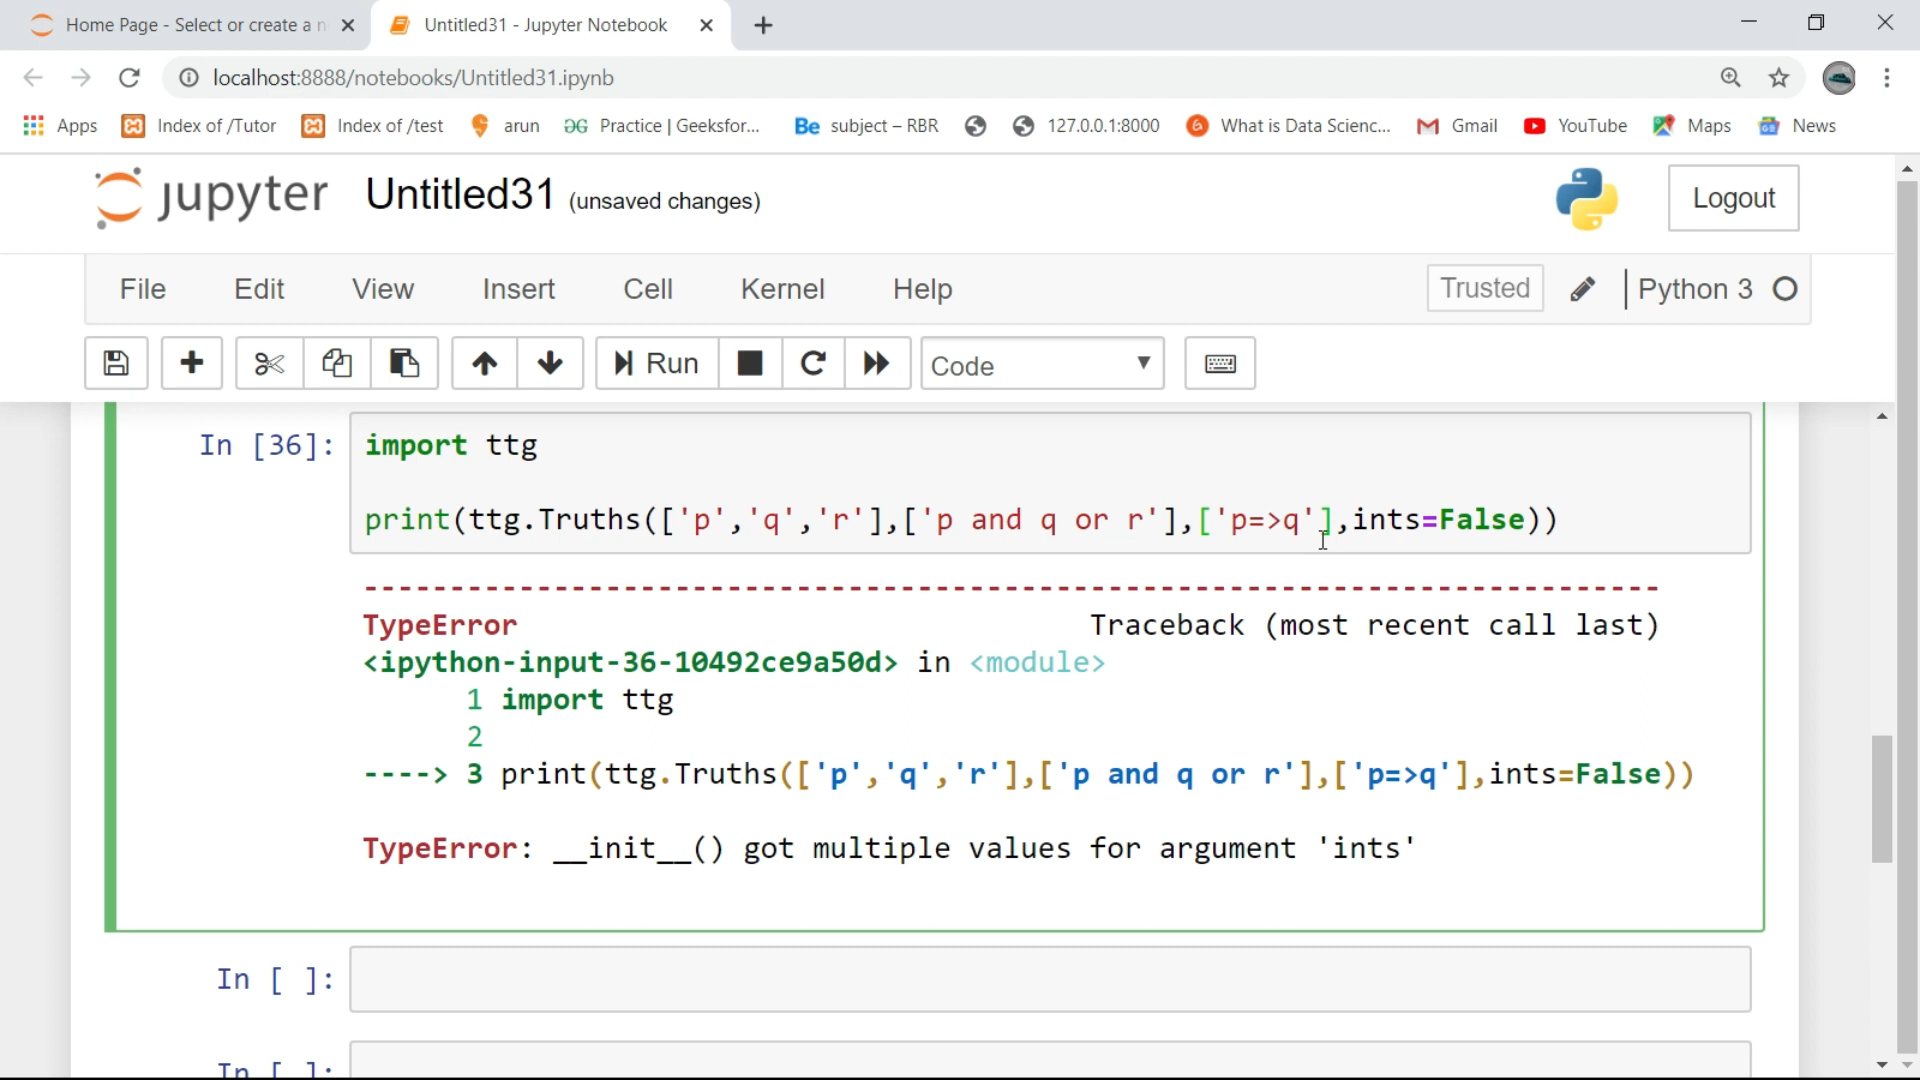 Home Page - Select or create a n
Untitled31 - Jupyter Notebook
localhost:8888/notebooks/Untitled31.ipynb
Apps Index of /Tutor Index of /test arun Practice | Geeksfor... Be subject – RBR 127.0.0.1:8000 What is Data Scienc... Gmail YouTube Maps News
jupyter Untitled31 (unsaved changes) Logout
File Edit View Insert Cell Kernel Help Trusted Python 3
Run Code
In [36]: import ttg
print(ttg.Truths(['p','q','r'],['p and q or r'],['p=>q'],ints=False))
---------------------------------------------------------------------------
TypeError Traceback (most recent call last)
<ipython-input-36-10492ce9a50d> in <module>
1 import ttg
2
----> 3 print(ttg.Truths(['p','q','r'],['p and q or r'],['p=>q'],ints=False))
TypeError: __init__() got multiple values for argument 'ints'
In [ ]:
In [ ]: